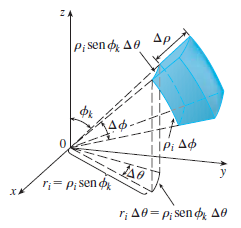 z
ρᵢ sen ϕₖ Δθ
Δρ
ϕₖ
Δϕ
0
ρᵢ Δϕ
y
Δθ
x
rᵢ = ρᵢ sen ϕₖ
rᵢ Δθ = ρᵢ sen ϕₖ Δθ